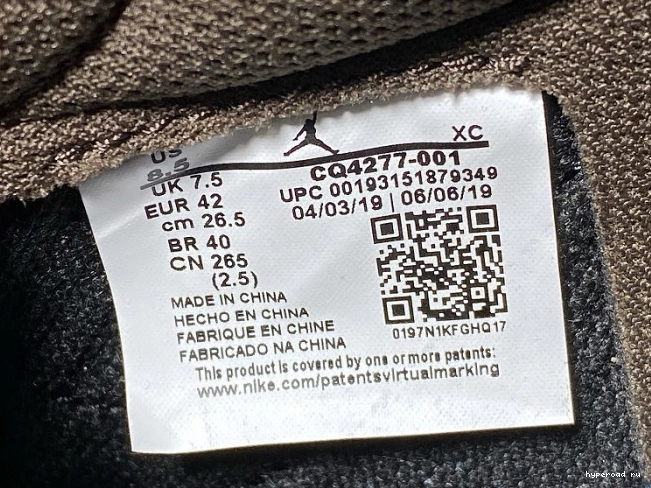 XC
US
8.5
UK 7.5
EUR 42
cm 26.5
BR 40
CN 265
(2.5)
CQ4277-001
UPC 00193151879349
04/03/19 | 06/06/19
0197N1KFGHQ17
MADE IN CHINA
HECHO EN CHINA
FABRIQUE EN CHINE
FABRICADO NA CHINA
This product is covered by one or more patents:
www.nike.com/patentsvirtualmarking
hyperoad.nu